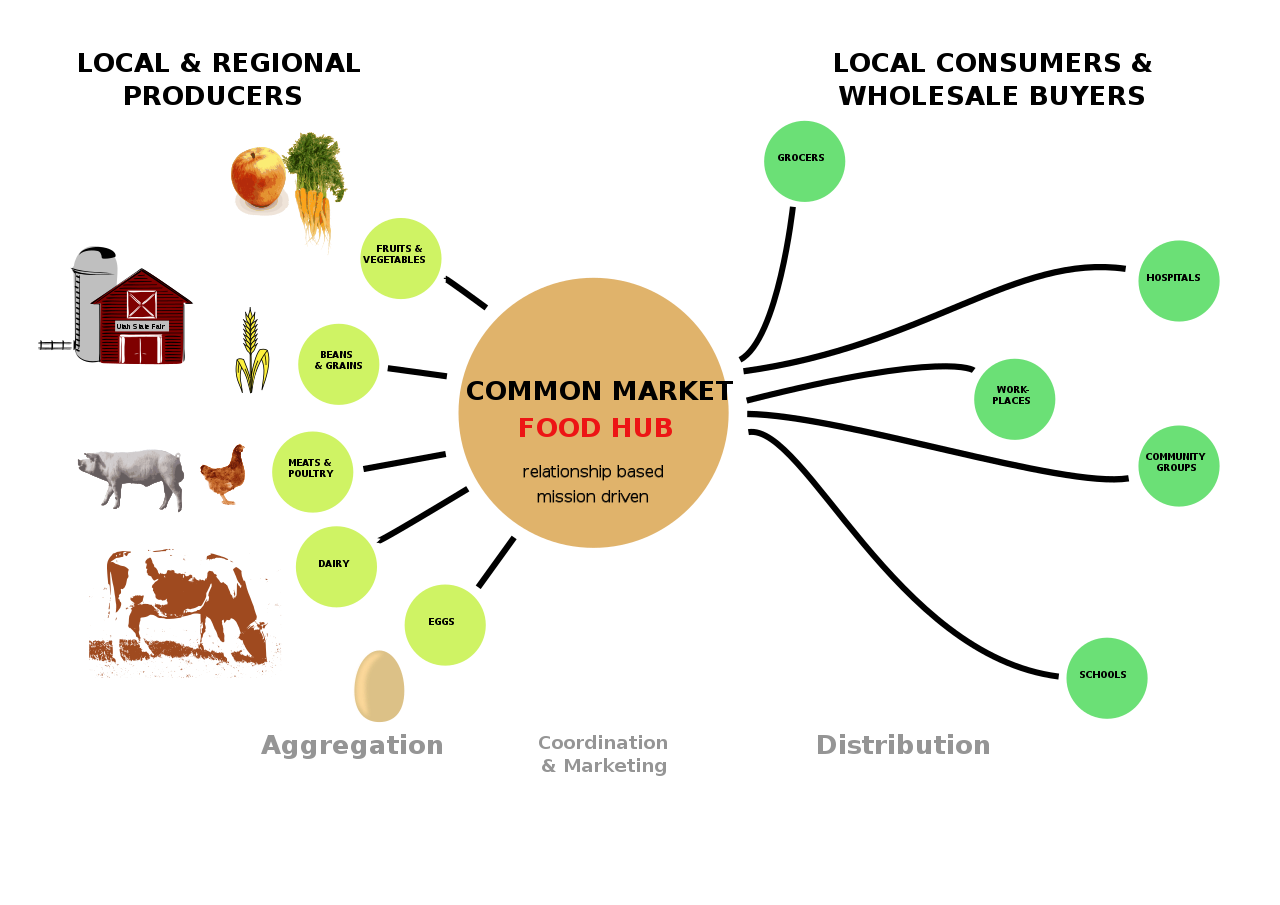 LOCAL & REGIONAL
PRODUCERS
LOCAL CONSUMERS &
WHOLESALE BUYERS
GROCERS
FRUITS &
VEGETABLES
HOSPITALS
Utah State Fair
BEANS
& GRAINS
WORK-
PLACES
COMMON MARKET
FOOD HUB
relationship based
mission driven
MEATS &
POULTRY
COMMUNITY
GROUPS
DAIRY
EGGS
SCHOOLS
Aggregation
Coordination
& Marketing
Distribution